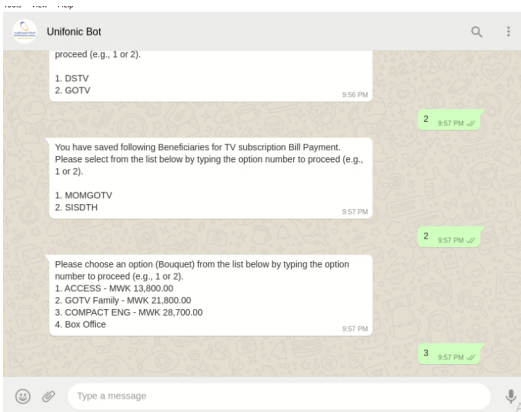 Tools View Help
Unifonic Bot
proceed (e.g., 1 or 2).
1. DSTV
2. GOTV
9:56 PM
2
9:57 PM
You have saved following Beneficiaries for TV subscription Bill Payment.
Please select from the list below by typing the option number to proceed (e.g.,
1 or 2).
1. MOMGOTV
2. SISDTH
9:57 PM
2
9:57 PM
Please choose an option (Bouquet) from the list below by typing the option
number to proceed (e.g., 1 or 2).
1. ACCESS - MWK 13,800.00
2. GOTV Family - MWK 21,800.00
3. COMPACT ENG - MWK 28,700.00
4. Box Office
9:57 PM
3
9:57 PM
Type a message